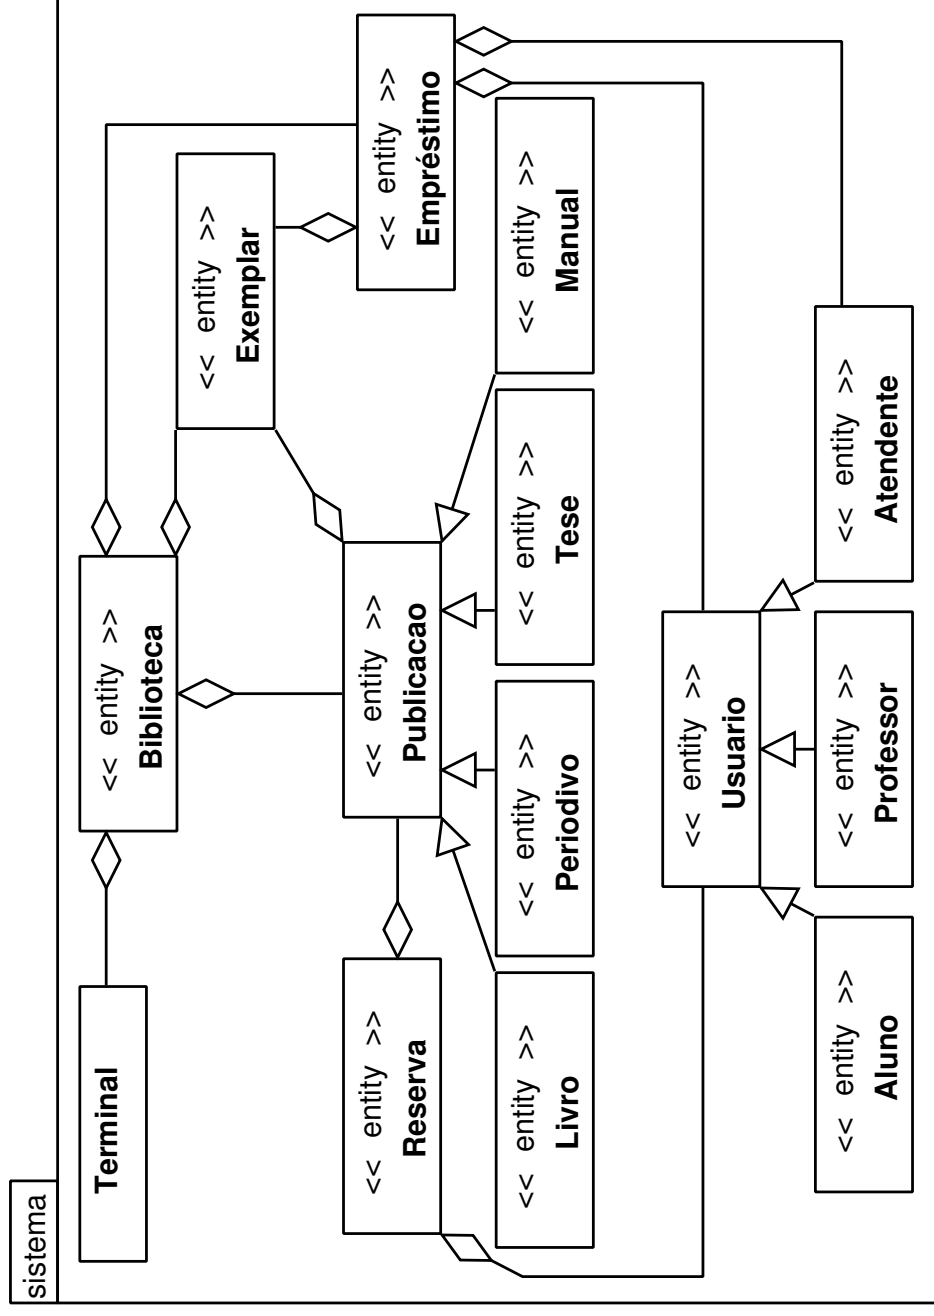 sistema
Terminal
<< entity >>
Biblioteca
<< entity >>
Exemplar
<< entity >>
Empréstimo
<< entity >>
Reserva
<< entity >>
Publicacao
<< entity >>
Livro
<< entity >>
Periodivo
<< entity >>
Tese
<< entity >>
Manual
<< entity >>
Usuario
<< entity >>
Aluno
<< entity >>
Professor
<< entity >>
Atendente